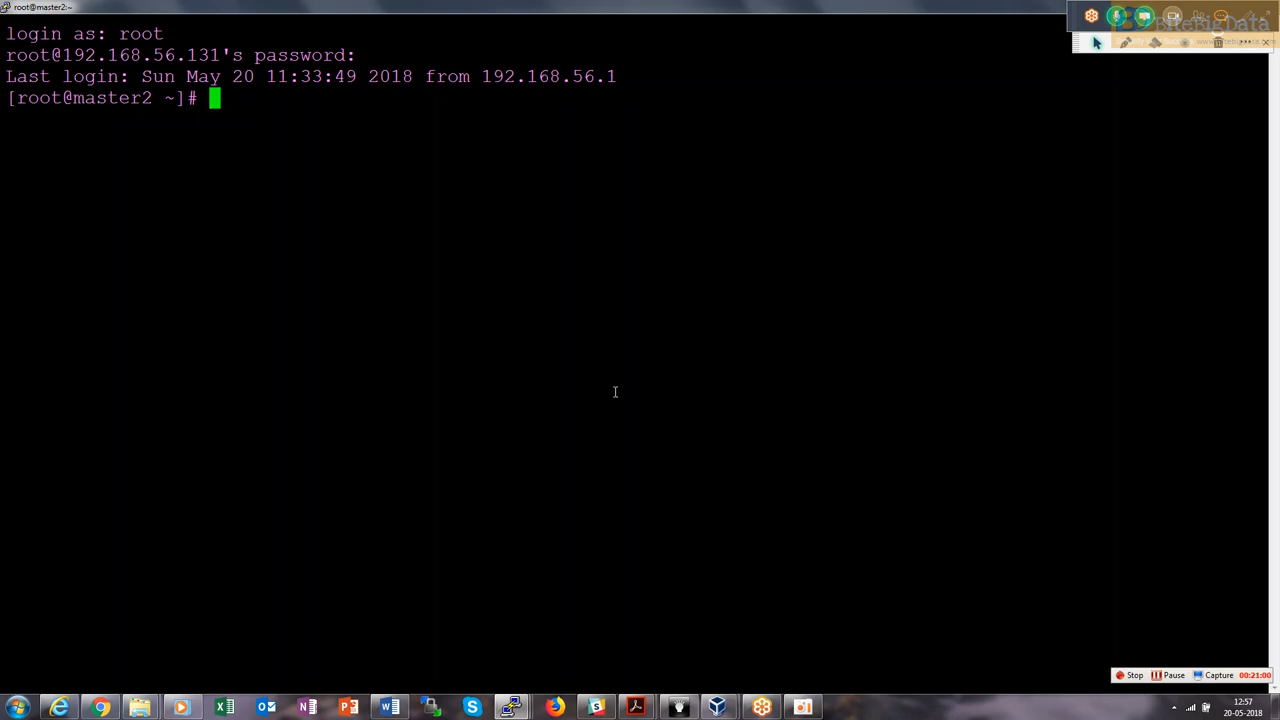 root@master2:~
BiteBigData
login as: root
root@192.168.56.131's password:
Last login: Sun May 20 11:33:49 2018 from 192.168.56.1
[root@master2 ~]#
Stop Pause Capture 00:21:00
12:57
20-05-2018